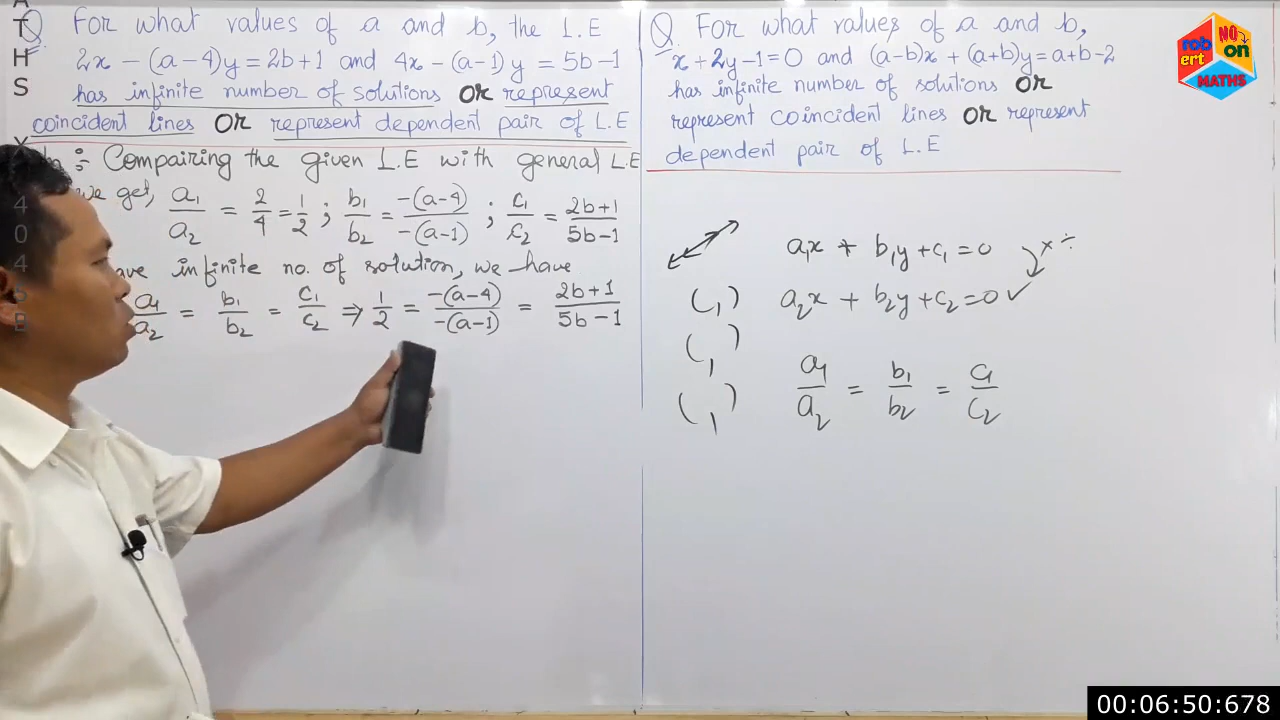 Q. For what values of a and b, the L.E
2x - (a-4)y = 2b+1 and 4x - (a-1)y = 5b-1
has infinite number of solutions OR represent
coincident lines OR represent dependent pair of L.E
:- Compairing the given L.E with general L.E
we get, a₁/a₂ = 2/4 = 1/2 ; b₁/b₂ = -(a-4)/-(a-1) ; c₁/c₂ = 2b+1/5b-1
have infinite no. of solution, we have
a₁/a₂ = b₁/b₂ = c₁/c₂ ⇒ 1/2 = -(a-4)/-(a-1) = 2b+1/5b-1
Q. For what values of a and b,
x+2y-1=0 and (a-b)x + (a+b)y = a+b-2
has infinite number of solutions OR
represent coincident lines OR represent
dependent pair of L.E
a₁x + b₁y + c₁ = 0 × ÷
( , ) a₂x + b₂y + c₂ = 0 ✓
( , )
( , ) a₁/a₂ = b₁/b₂ = c₁/c₂
rob ert NO on
MATHS
00:06:50:678